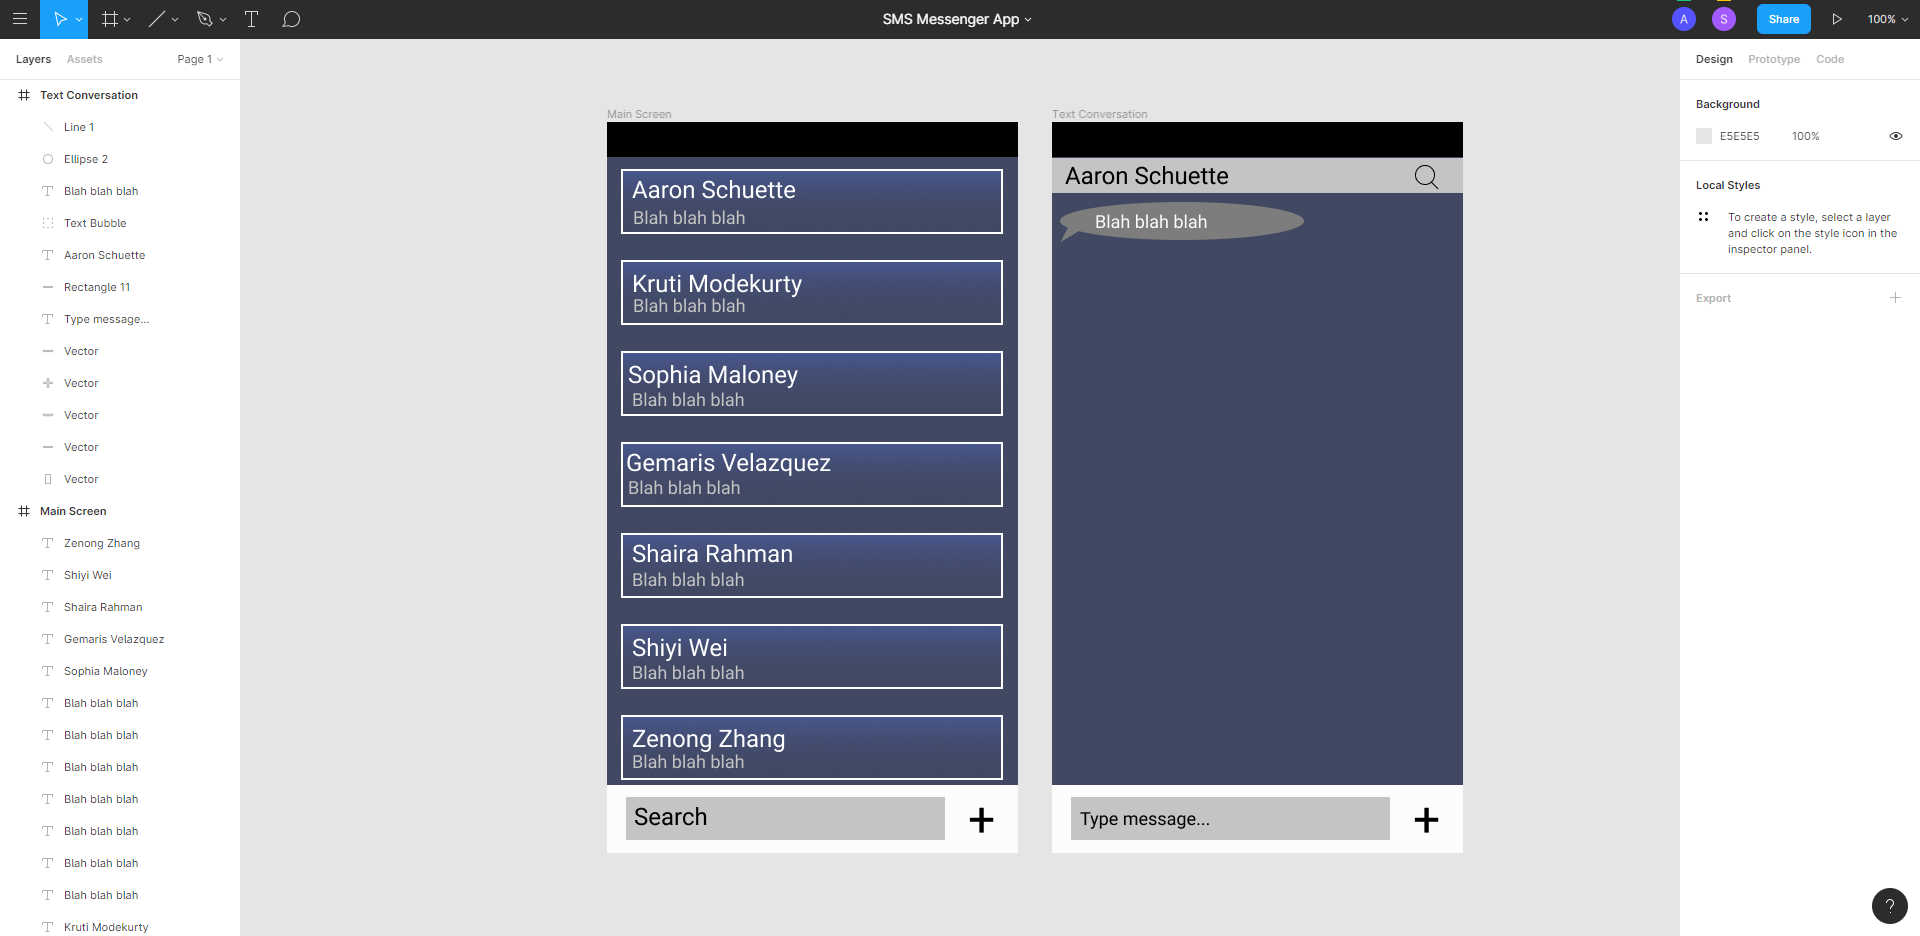 SMS Messenger App
A
S
Share
100%
Layers
Assets
Page 1
Text Conversation
Line 1
Ellipse 2
Blah blah blah
Text Bubble
Aaron Schuette
Rectangle 11
Type message...
Vector
Vector
Vector
Vector
Vector
Main Screen
Zenong Zhang
Shiyi Wei
Shaira Rahman
Gemaris Velazquez
Sophia Maloney
Blah blah blah
Blah blah blah
Blah blah blah
Blah blah blah
Blah blah blah
Blah blah blah
Blah blah blah
Kruti Modekurty
Main Screen
Aaron Schuette
Blah blah blah
Kruti Modekurty
Blah blah blah
Sophia Maloney
Blah blah blah
Gemaris Velazquez
Blah blah blah
Shaira Rahman
Blah blah blah
Shiyi Wei
Blah blah blah
Zenong Zhang
Blah blah blah
Search
Text Conversation
Aaron Schuette
Blah blah blah
Type message...
Design
Prototype
Code
Background
E5E5E5
100%
Local Styles
To create a style, select a layer
and click on the style icon in the
inspector panel.
Export
?